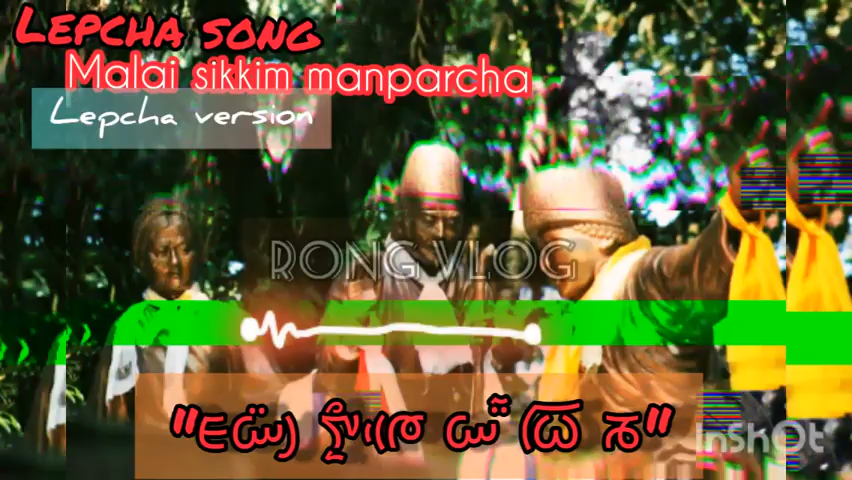 Lepcha song
Malai sikkim manparcha
Lepcha version
RONG VLOG
InShOt